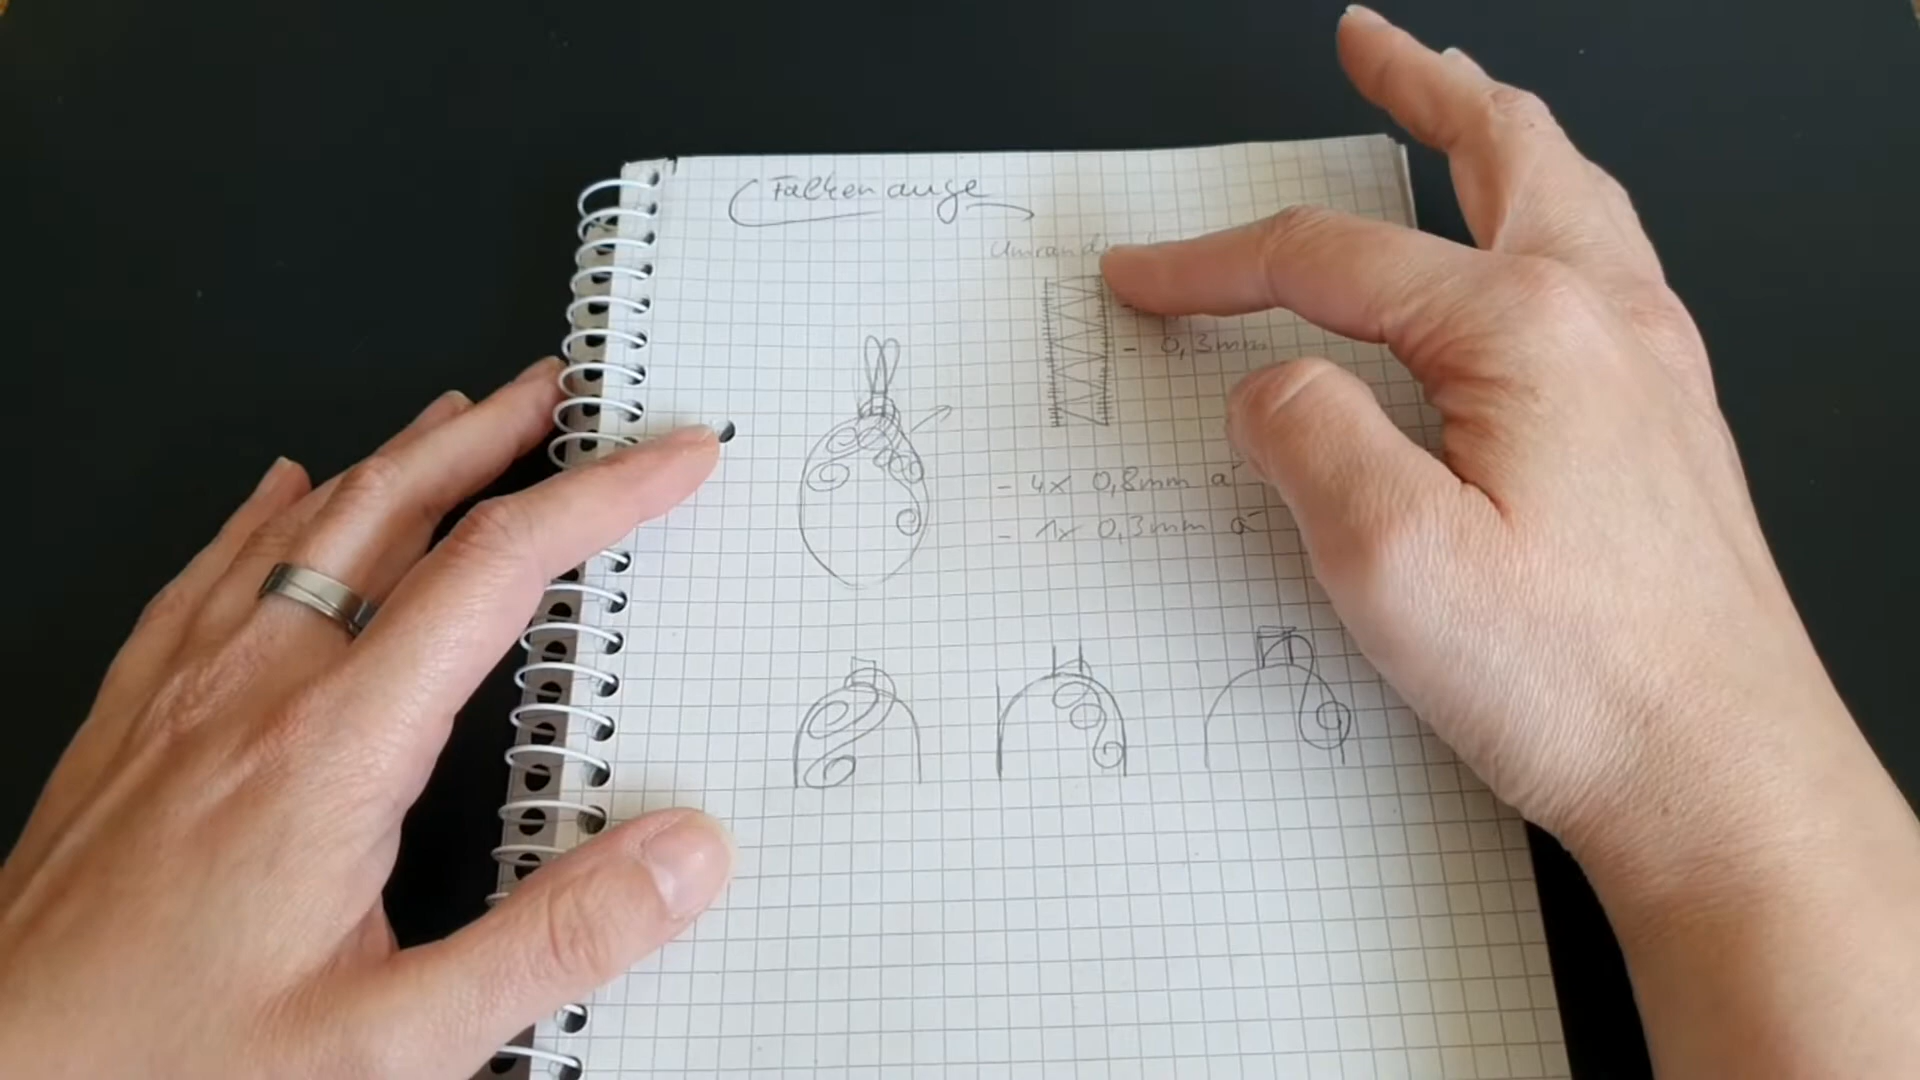 Falkenauge
- 0,3mm
- 4x 0,8mm á
- 1x 0,3mm á